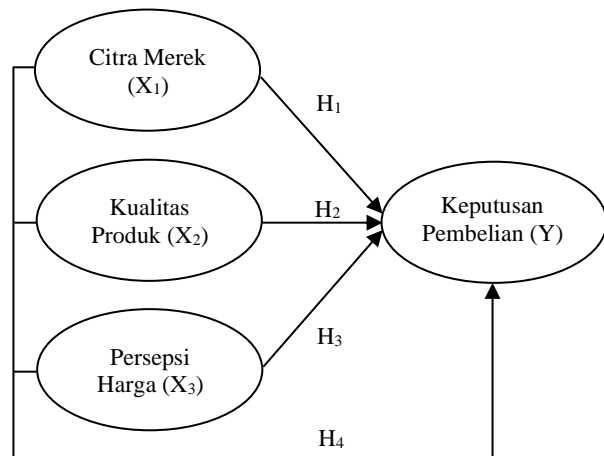 Citra Merek
(X₁)
H₁
Kualitas
Produk (X₂)
H₂
Keputusan
Pembelian (Y)
Persepsi
Harga (X₃)
H₃
H₄